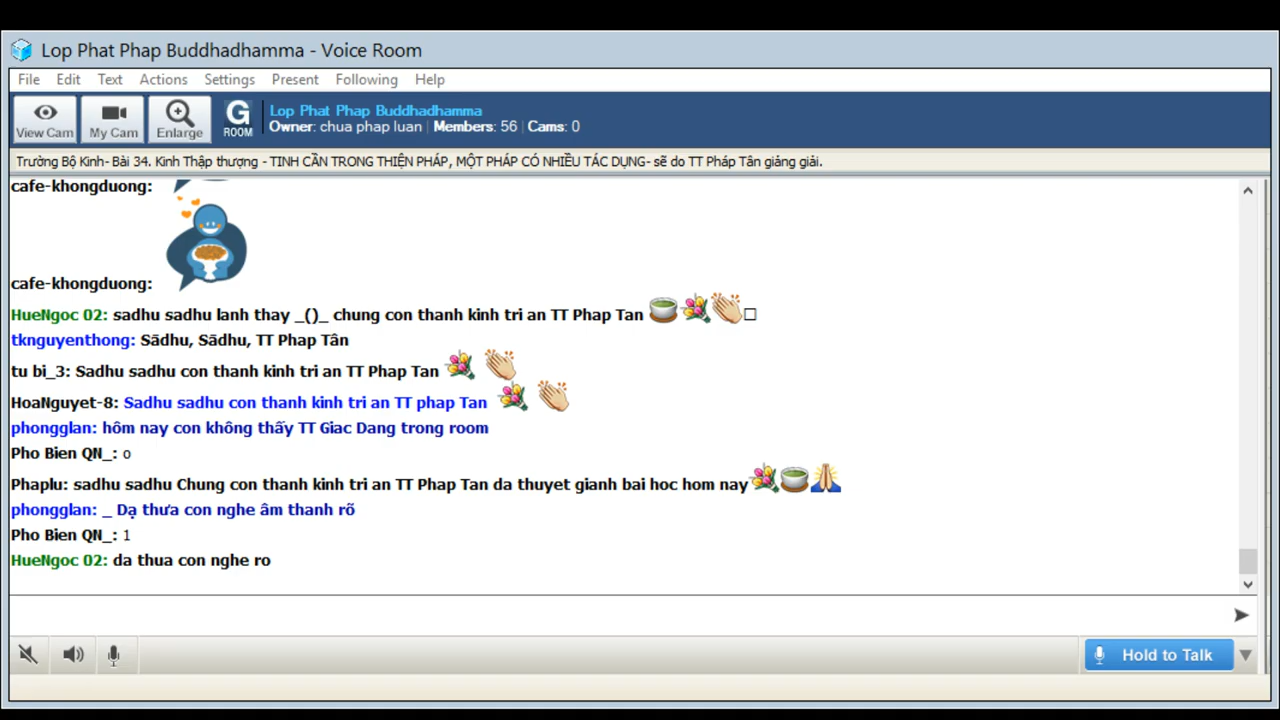 Lop Phat Phap Buddhadhamma - Voice Room
File Edit Text Actions Settings Present Following Help
View Cam My Cam Enlarge G ROOM
Lop Phat Phap Buddhadhamma
Owner: chua phap luan | Members: 56 | Cams: 0
Trường Bộ Kinh- Bài 34. Kinh Thập thượng - TINH CẦN TRONG THIỆN PHÁP, MỘT PHÁP CÓ NHIỀU TÁC DỤNG- sẽ do TT Pháp Tân giảng giải.
cafe-khongduong:
cafe-khongduong:
HueNgoc 02: sadhu sadhu lanh thay _()_ chung con thanh kinh tri an TT Phap Tan
tknguyenthong: Sādhu, Sādhu, TT Phap Tân
tu bi_3: Sadhu sadhu con thanh kinh tri an TT Phap Tan
HoaNguyet-8: Sadhu sadhu con thanh kinh tri an TT phap Tan
phongglan: hôm nay con không thấy TT Giac Dang trong room
Pho Bien QN_: o
Phaplu: sadhu sadhu Chung con thanh kinh tri an TT Phap Tan da thuyet gianh bai hoc hom nay
phongglan: _ Dạ thưa con nghe âm thanh rõ
Pho Bien QN_: 1
HueNgoc 02: da thua con nghe ro
Hold to Talk